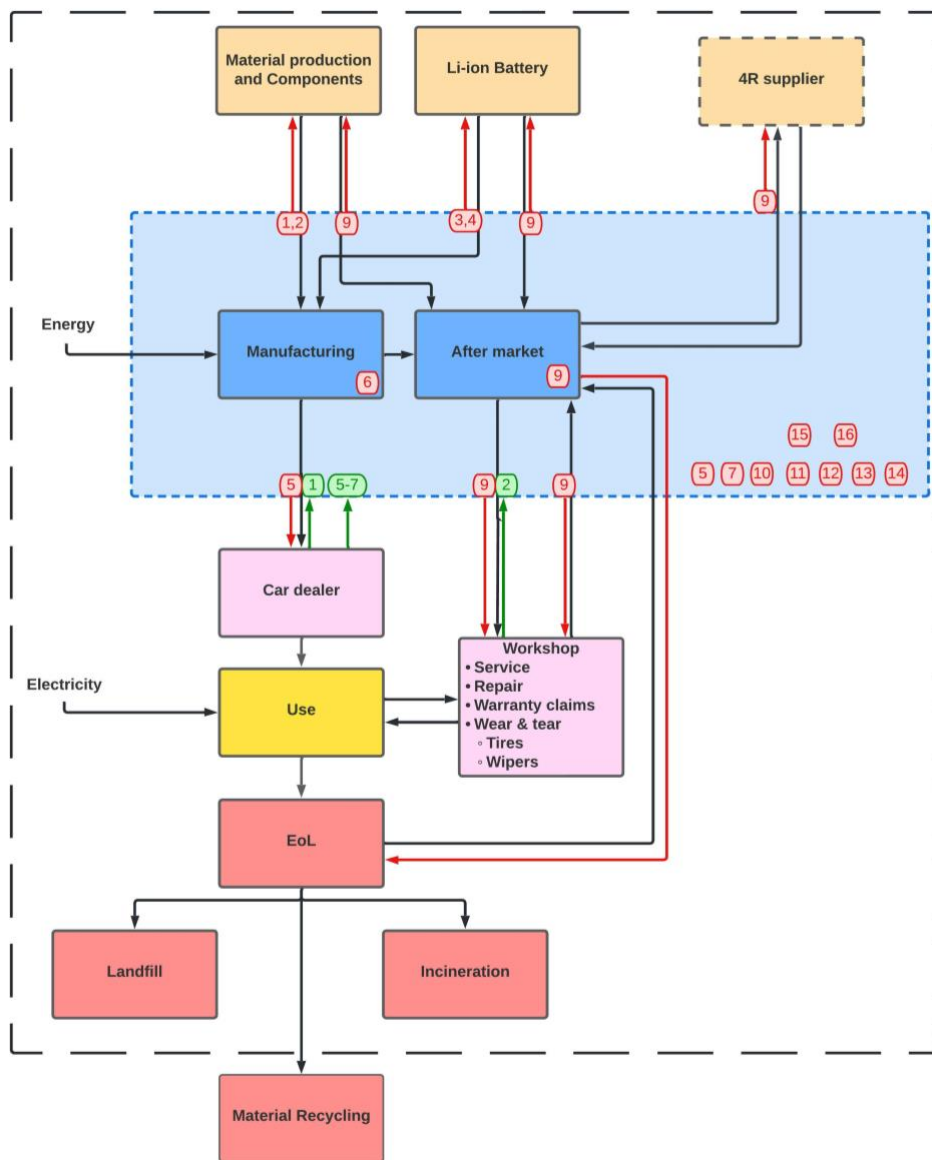 Material production
and Components
Li-ion Battery
4R supplier
1,2
9
3,4
9
9
Energy
Manufacturing
6
After market
9
15
16
5
7
10
11
12
13
14
5
1
5-7
9
2
9
Car dealer
Workshop
• Service
• Repair
• Warranty claims
• Wear & tear
◦ Tires
◦ Wipers
Electricity
Use
EoL
Landfill
Incineration
Material Recycling